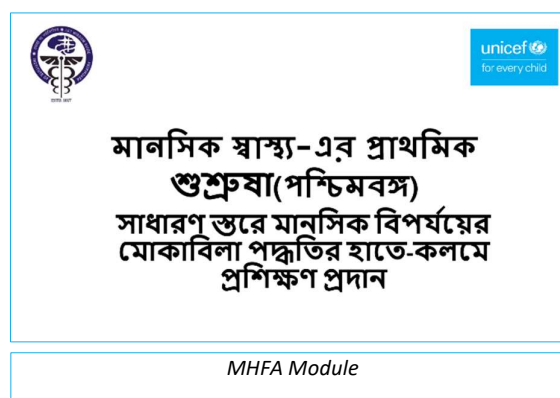 unicef
for every child
মানসিক স্বাস্থ্য-এর প্রাথমিক
শুশ্রুষা(পশ্চিমবঙ্গ)
সাধারণ স্তরে মানসিক বিপর্যয়ের
মোকাবিলা পদ্ধতির হাতে-কলমে
প্রশিক্ষণ প্রদান
MHFA Module